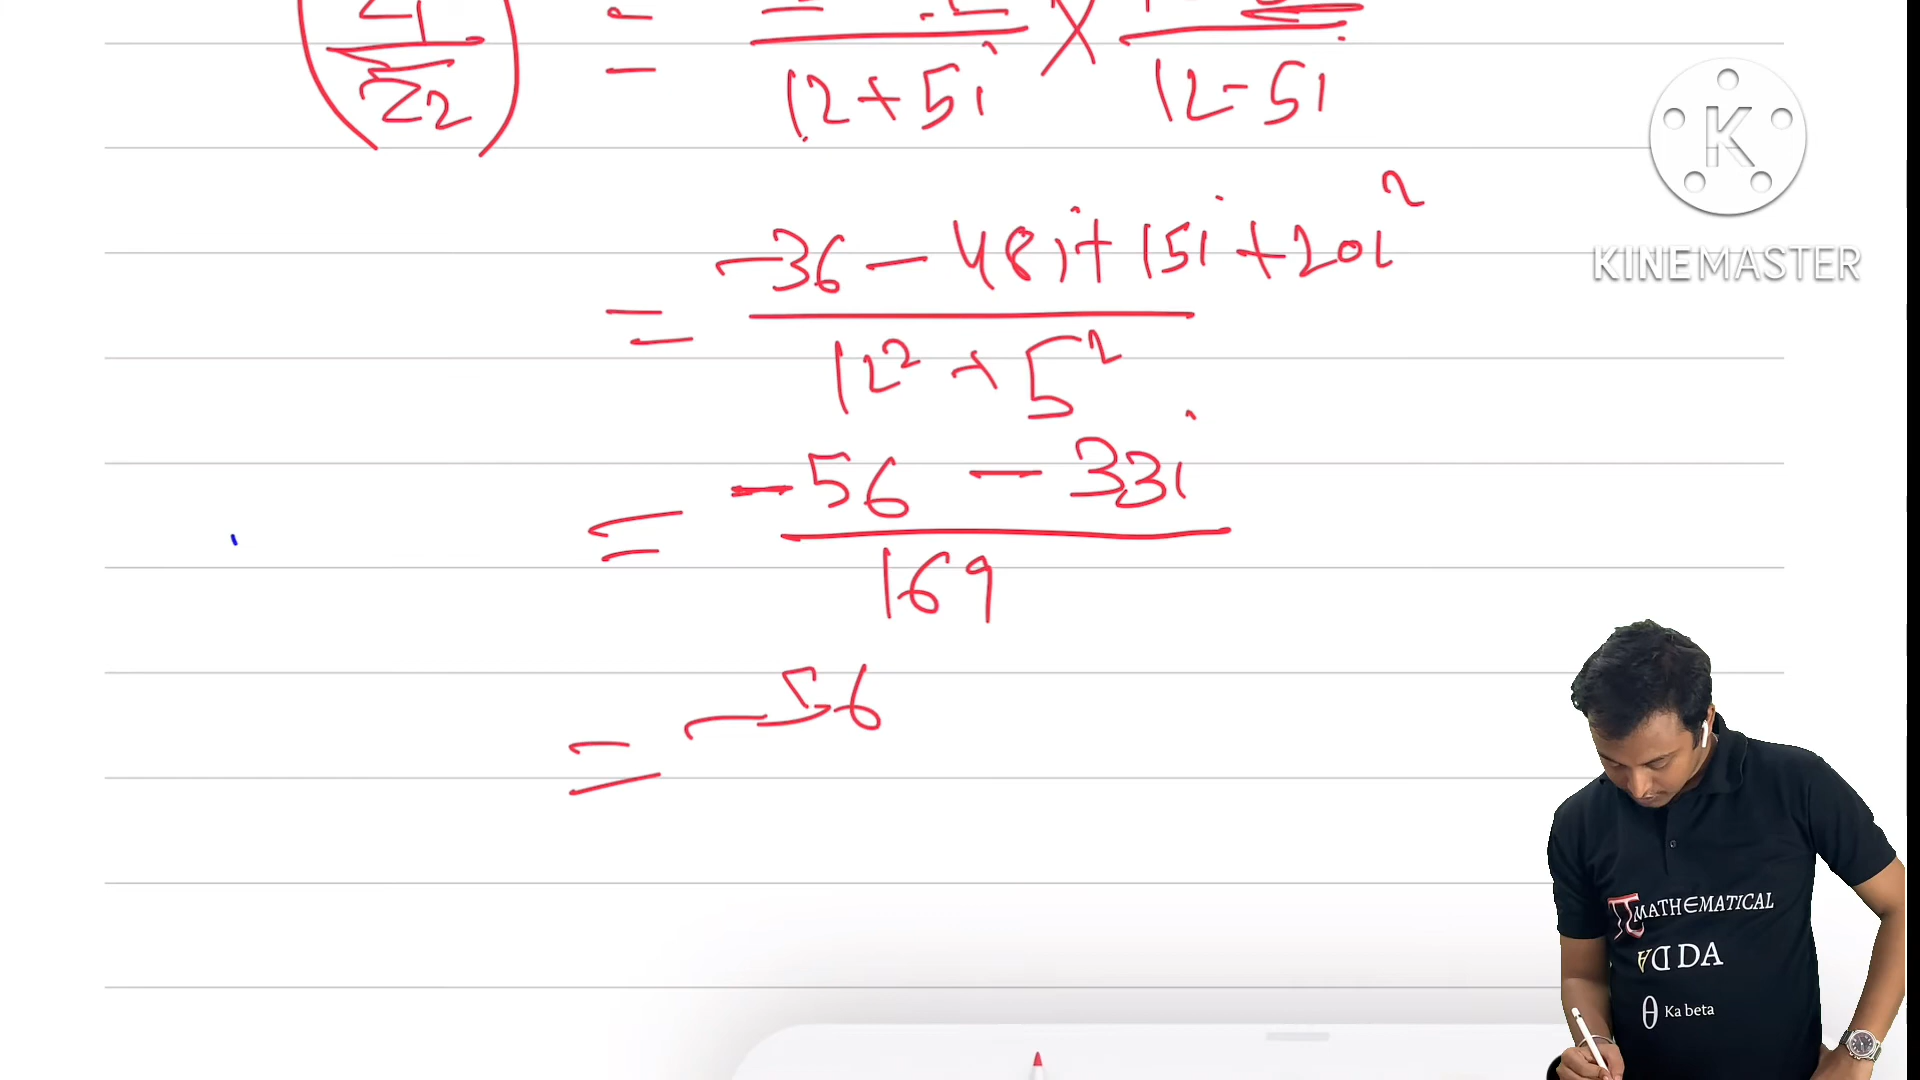 (z1/z2) = /(12+5i) × /(12-5i)
= (-36 - 48i + 15i + 20i²)/(12² + 5²)
= (-56 - 33i)/169
= -56
K
KINEMASTER
π MATHEMATICAL
ADDA
θ Ka beta